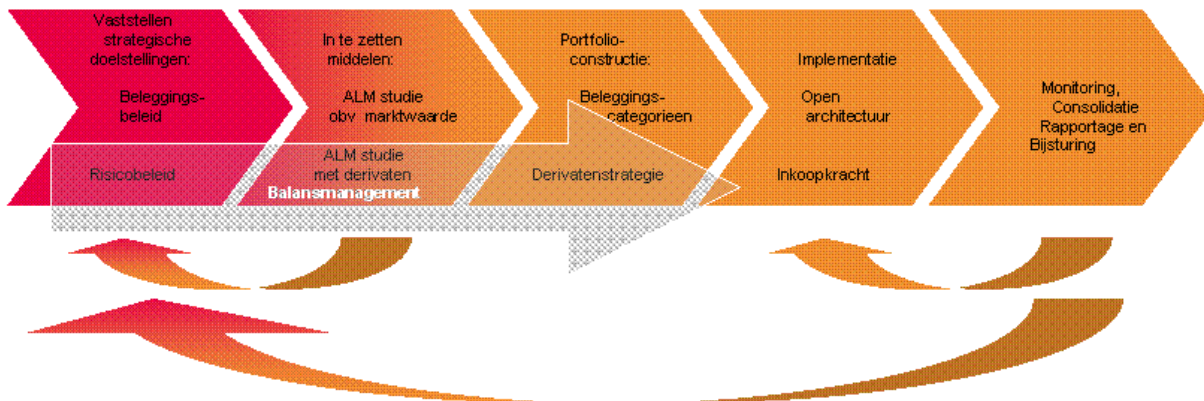 Vaststellen
strategische
doelstellingen:
Beleggings-
beleid
Risicobeleid
In te zetten
middelen:
ALM studie
obv marktwaarde
ALM studie
met derivaten
Balansmanagement
Portfolio-
constructie:
Beleggings-
categorieen
Derivatenstrategie
Implementatie
Open
architectuur
Inkoopkracht
Monitoring,
Consolidatie
Rapportage en
Bijsturing